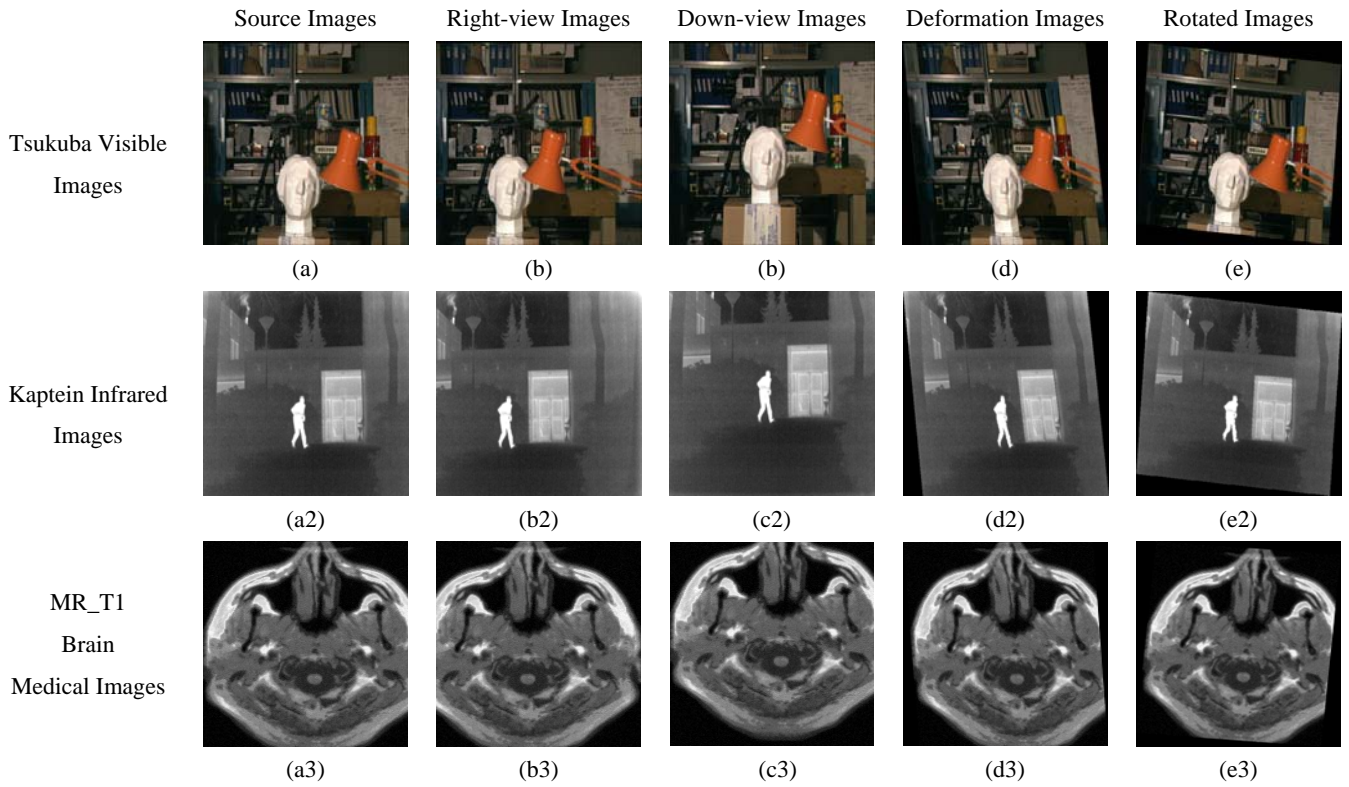 Source Images
Right-view Images
Down-view Images
Deformation Images
Rotated Images
Tsukuba Visible
Images
(a)
(b)
(b)
(d)
(e)
Kaptein Infrared
Images
(a2)
(b2)
(c2)
(d2)
(e2)
MR_T1
Brain
Medical Images
(a3)
(b3)
(c3)
(d3)
(e3)